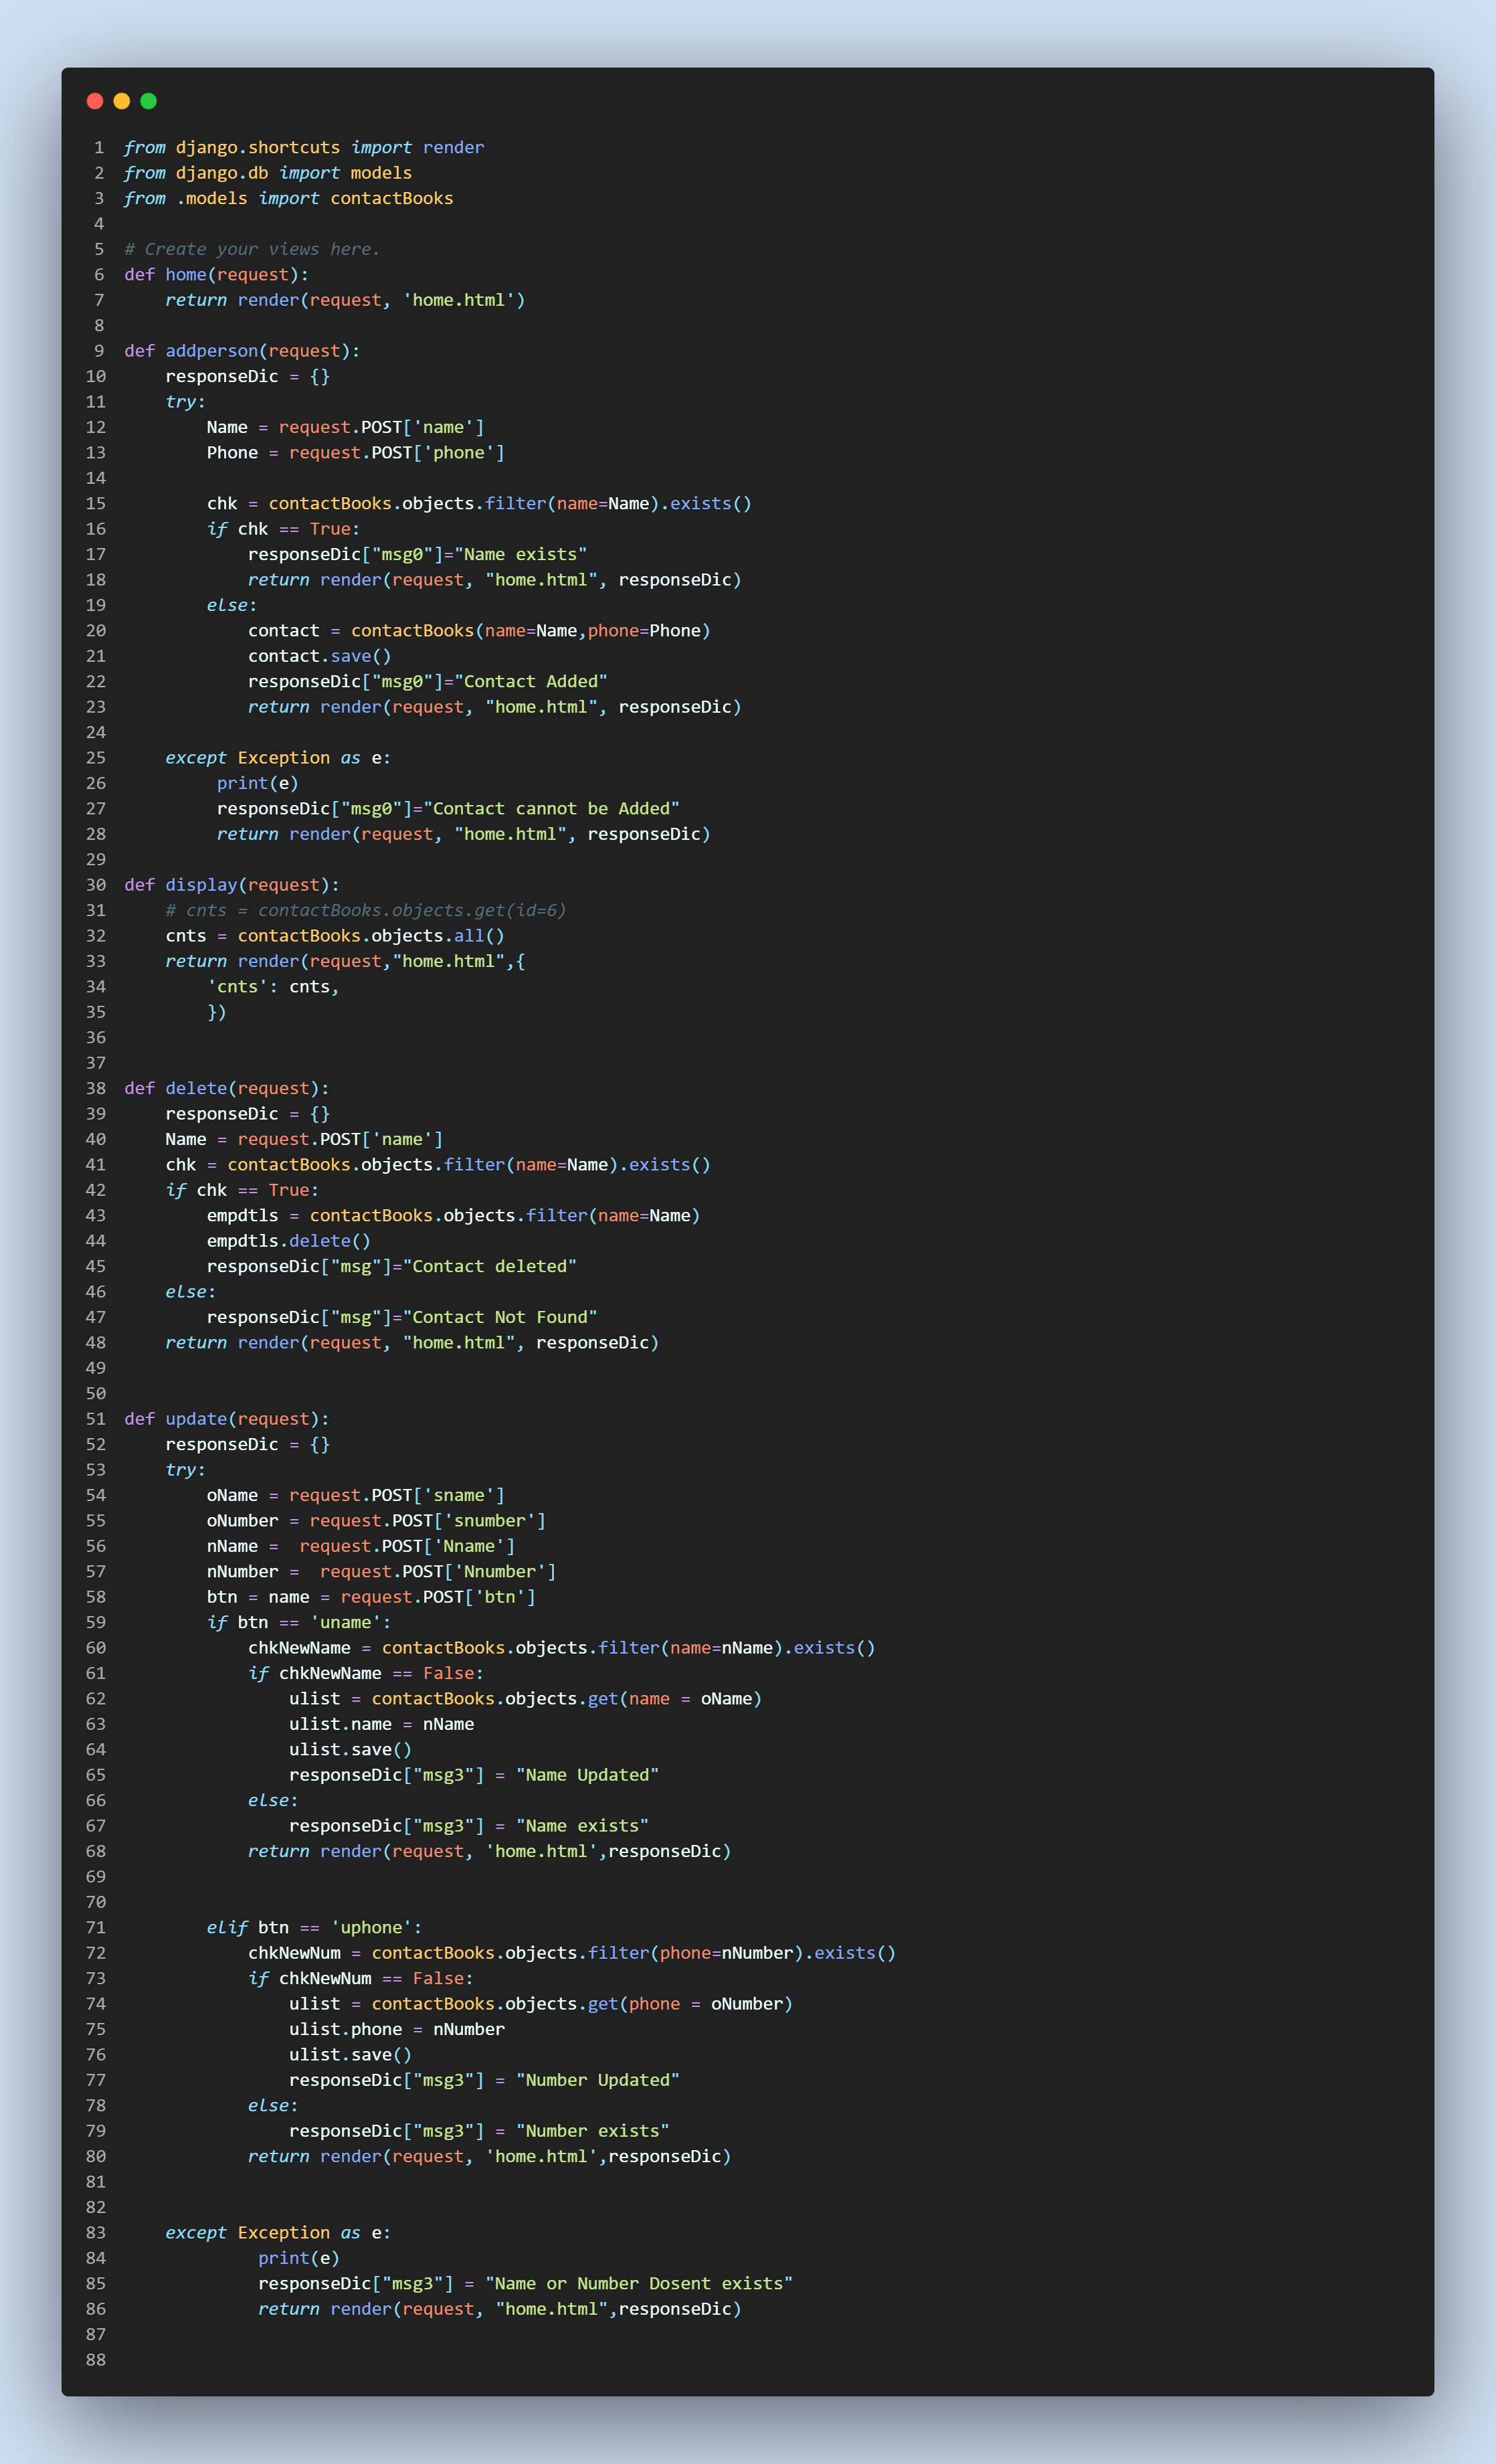 1 from django.shortcuts import render
2 from django.db import models
3 from .models import contactBooks
4
5 # Create your views here.
6 def home(request):
7     return render(request, 'home.html')
8
9 def addperson(request):
10     responseDic = {}
11     try:
12         Name = request.POST['name']
13         Phone = request.POST['phone']
14
15         chk = contactBooks.objects.filter(name=Name).exists()
16         if chk == True:
17             responseDic["msg0"]="Name exists"
18             return render(request, "home.html", responseDic)
19         else:
20             contact = contactBooks(name=Name,phone=Phone)
21             contact.save()
22             responseDic["msg0"]="Contact Added"
23             return render(request, "home.html", responseDic)
24
25     except Exception as e:
26          print(e)
27          responseDic["msg0"]="Contact cannot be Added"
28          return render(request, "home.html", responseDic)
29
30 def display(request):
31     # cnts = contactBooks.objects.get(id=6)
32     cnts = contactBooks.objects.all()
33     return render(request,"home.html",{
34         'cnts': cnts,
35         })
36
37
38 def delete(request):
39     responseDic = {}
40     Name = request.POST['name']
41     chk = contactBooks.objects.filter(name=Name).exists()
42     if chk == True:
43         empdtls = contactBooks.objects.filter(name=Name)
44         empdtls.delete()
45         responseDic["msg"]="Contact deleted"
46     else:
47         responseDic["msg"]="Contact Not Found"
48     return render(request, "home.html", responseDic)
49
50
51 def update(request):
52     responseDic = {}
53     try:
54         oName = request.POST['sname']
55         oNumber = request.POST['snumber']
56         nName =  request.POST['Nname']
57         nNumber =  request.POST['Nnumber']
58         btn = name = request.POST['btn']
59         if btn == 'uname':
60             chkNewName = contactBooks.objects.filter(name=nName).exists()
61             if chkNewName == False:
62                 ulist = contactBooks.objects.get(name = oName)
63                 ulist.name = nName
64                 ulist.save()
65                 responseDic["msg3"] = "Name Updated"
66             else:
67                 responseDic["msg3"] = "Name exists"
68             return render(request, 'home.html',responseDic)
69
70
71         elif btn == 'uphone':
72             chkNewNum = contactBooks.objects.filter(phone=nNumber).exists()
73             if chkNewNum == False:
74                 ulist = contactBooks.objects.get(phone = oNumber)
75                 ulist.phone = nNumber
76                 ulist.save()
77                 responseDic["msg3"] = "Number Updated"
78             else:
79                 responseDic["msg3"] = "Number exists"
80             return render(request, 'home.html',responseDic)
81
82
83     except Exception as e:
84              print(e)
85              responseDic["msg3"] = "Name or Number Dosent exists"
86              return render(request, "home.html",responseDic)
87
88